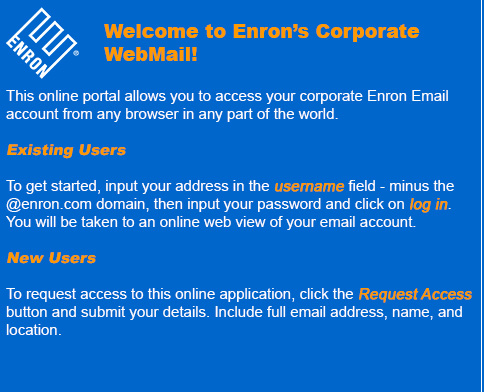 ENRON®
Welcome to Enron's Corporate
WebMail!
This online portal allows you to access your corporate Enron Email
account from any browser in any part of the world.
Existing Users
To get started, input your address in the username field - minus the
@enron.com domain, then input your password and click on log in.
You will be taken to an online web view of your email account.
New Users
To request access to this online application, click the Request Access
button and submit your details. Include full email address, name, and
location.